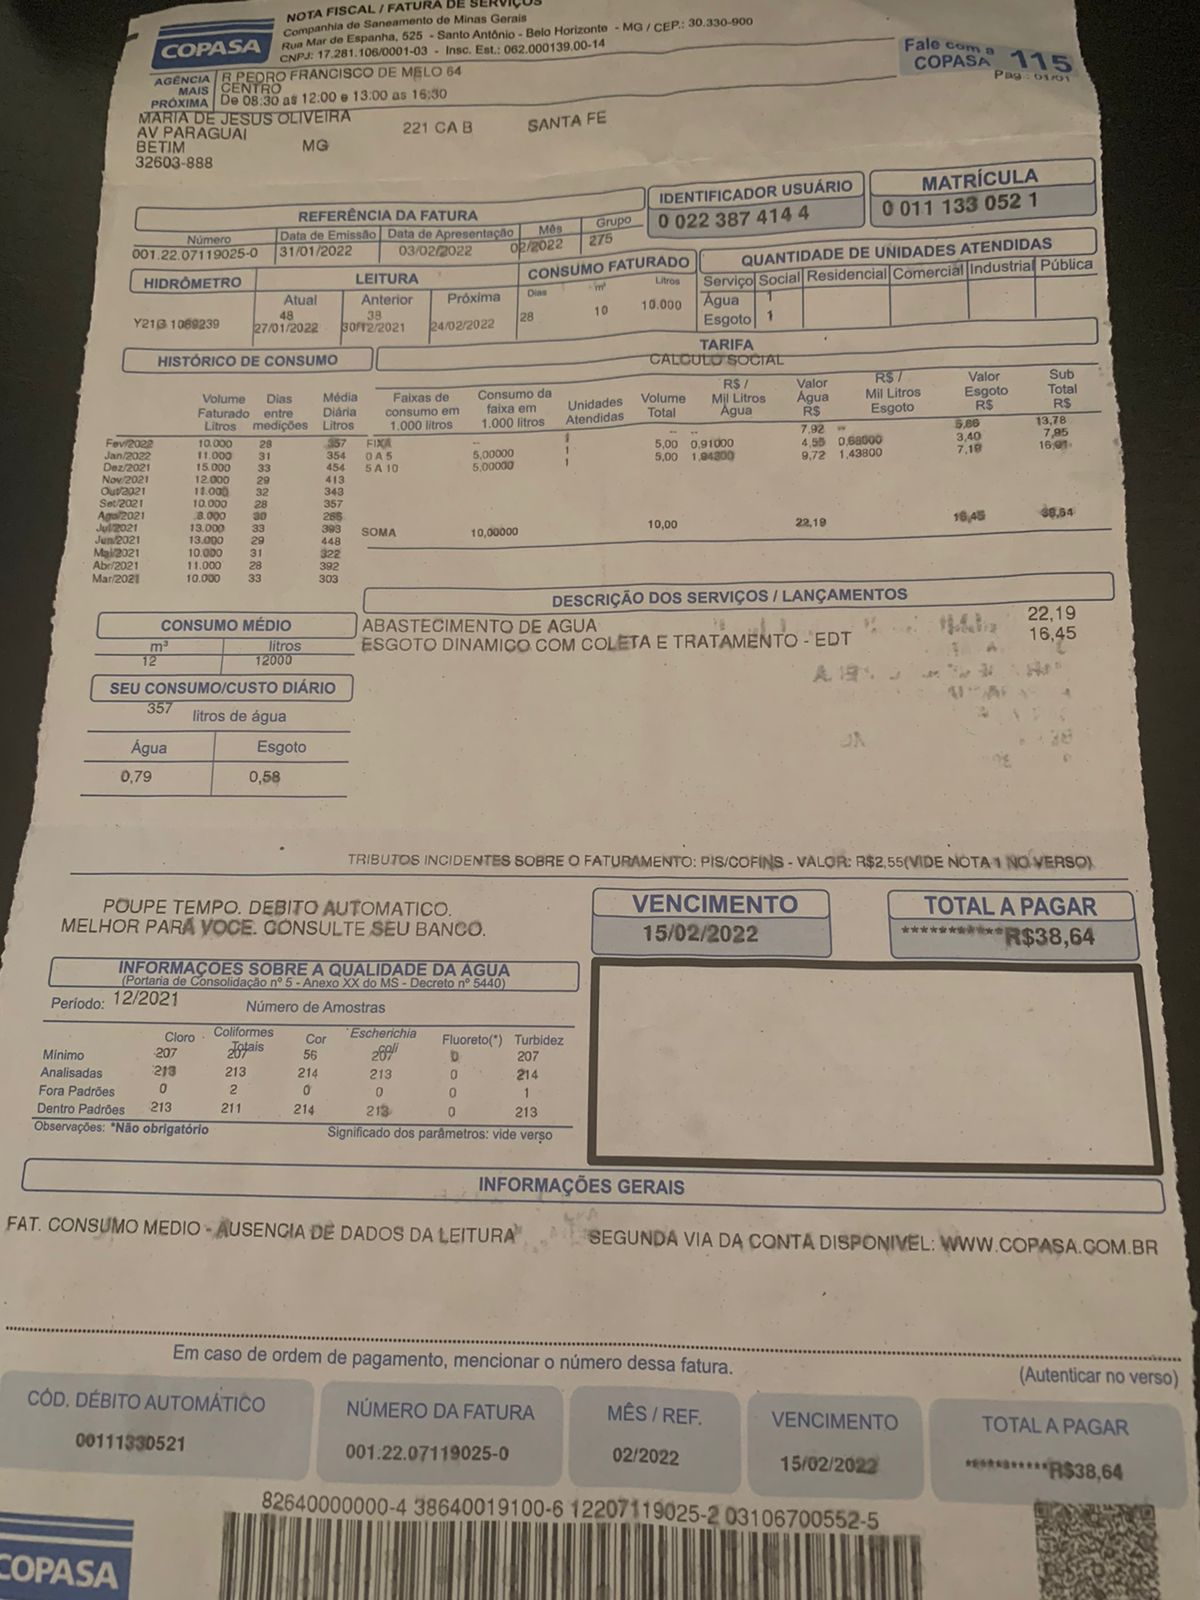 NOTA FISCAL / FATURA DE SERVIÇOS
COPASA
Companhia de Saneamento de Minas Gerais
Rua Mar de Espanha, 525 - Santo Antônio - Belo Horizonte - MG / CEP.: 30.330-900
CNPJ: 17.281.106/0001-03 - Insc. Est.: 062.000139.00-14
Fale com a COPASA 115
Pag : 01/01
AGÊNCIA MAIS PRÓXIMA
R PEDRO FRANCISCO DE MELO 64
CENTRO
De 08:30 as 12:00 e 13:00 as 16:30
MARIA DE JESUS OLIVEIRA
AV PARAGUAI 221 CA B SANTA FE
BETIM MG
32603-888
IDENTIFICADOR USUÁRIO MATRÍCULA
0 022 387 414 4 0 011 133 052 1
REFERÊNCIA DA FATURA
Número Data de Emissão Data de Apresentação Mês Grupo
001.22.07119025-0 31/01/2022 03/02/2022 02/2022 275
QUANTIDADE DE UNIDADES ATENDIDAS
Serviço Social Residencial Comercial Industrial Pública
Água 1
Esgoto 1
HIDRÔMETRO LEITURA CONSUMO FATURADO
Atual Anterior Próxima Dias m³ Litros
48 38 28 10 10.000
Y21G 1069239 27/01/2022 30/12/2021 24/02/2022
HISTÓRICO DE CONSUMO TARIFA
CALCULO SOCIAL
Volume Faturado Litros Dias entre medições Média Diária Litros
Faixas de consumo em 1.000 litros Consumo da faixa em 1.000 litros Unidades Atendidas Volume Total R$ / Mil Litros Água Valor Água R$ R$ / Mil Litros Esgoto Valor Esgoto R$ Sub Total R$
Fev/2022 10.000 28 357 FIXA -- 1 -- 7,92 -- 5,86 13,78
Jan/2022 11.000 31 354 0 A 5 5,00000 1 5,00 0,91000 4,55 0,68000 3,40 7,95
Dez/2021 15.000 33 454 5 A 10 5,00000 1 5,00 1,94300 9,72 1,43800 7,19 16,91
Nov/2021 12.000 29 413
Out/2021 11.000 32 343
Set/2021 10.000 28 357
Ago/2021 8.000 30 266
Jul/2021 13.000 33 393
Jun/2021 13.000 29 448
Mai/2021 10.000 31 322
Abr/2021 11.000 28 392
Mar/2021 10.000 33 303
SOMA 10,00000 10,00 22,19 16,45 38,64
DESCRIÇÃO DOS SERVIÇOS / LANÇAMENTOS
ABASTECIMENTO DE AGUA 22,19
ESGOTO DINAMICO COM COLETA E TRATAMENTO - EDT 16,45
CONSUMO MÉDIO
m³ litros
12 12000
SEU CONSUMO/CUSTO DIÁRIO
357 litros de água
Água Esgoto
0,79 0,58
TRIBUTOS INCIDENTES SOBRE O FATURAMENTO: PIS/COFINS - VALOR: R$2,55(VIDE NOTA 1 NO VERSO)
POUPE TEMPO. DEBITO AUTOMATICO.
MELHOR PARA VOCE. CONSULTE SEU BANCO.
VENCIMENTO TOTAL A PAGAR
15/02/2022 ***********R$38,64
INFORMAÇÕES SOBRE A QUALIDADE DA ÁGUA
(Portaria de Consolidação nº 5 - Anexo XX do MS - Decreto nº 5440)
Período: 12/2021 Número de Amostras
Cloro Coliformes Totais Cor Escherichia coli Fluoreto(*) Turbidez
Mínimo 207 207 56 207 0 207
Analisadas 213 213 214 213 0 214
Fora Padrões 0 2 0 0 0 1
Dentro Padrões 213 211 214 213 0 213
Observações: *Não obrigatório Significado dos parâmetros: vide verso
INFORMAÇÕES GERAIS
FAT. CONSUMO MEDIO - AUSENCIA DE DADOS DA LEITURA SEGUNDA VIA DA CONTA DISPONIVEL: WWW.COPASA.COM.BR
Em caso de ordem de pagamento, mencionar o número dessa fatura.
(Autenticar no verso)
CÓD. DÉBITO AUTOMÁTICO NÚMERO DA FATURA MÊS / REF. VENCIMENTO TOTAL A PAGAR
00111330521 001.22.07119025-0 02/2022 15/02/2022 ***********R$38,64
82640000000-4 38640019100-6 12207119025-2 03106700552-5
COPASA